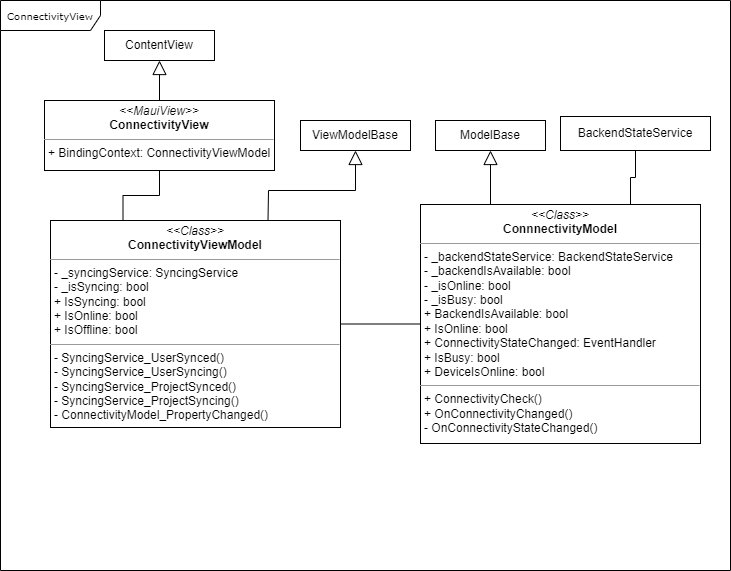 ConnectivityView
ContentView
<<MauiView>>
ConnectivityView
+ BindingContext: ConnectivityViewModel
ViewModelBase
ModelBase
BackendStateService
<<Class>>
ConnectivityViewModel
- _syncingService: SyncingService
- _isSyncing: bool
+ IsSyncing: bool
+ IsOnline: bool
+ IsOffline: bool
- SyncingService_UserSynced()
- SyncingService_UserSyncing()
- SyncingService_ProjectSynced()
- SyncingService_ProjectSyncing()
- ConnectivityModel_PropertyChanged()
<<Class>>
ConnnectivityModel
- _backendStateService: BackendStateService
- _backendIsAvailable: bool
- _isOnline: bool
- _isBusy: bool
+ BackendIsAvailable: bool
+ IsOnline: bool
+ ConnectivityStateChanged: EventHandler
+ IsBusy: bool
+ DeviceIsOnline: bool
+ ConnectivityCheck()
+ OnConnectivityChanged()
- OnConnectivityStateChanged()